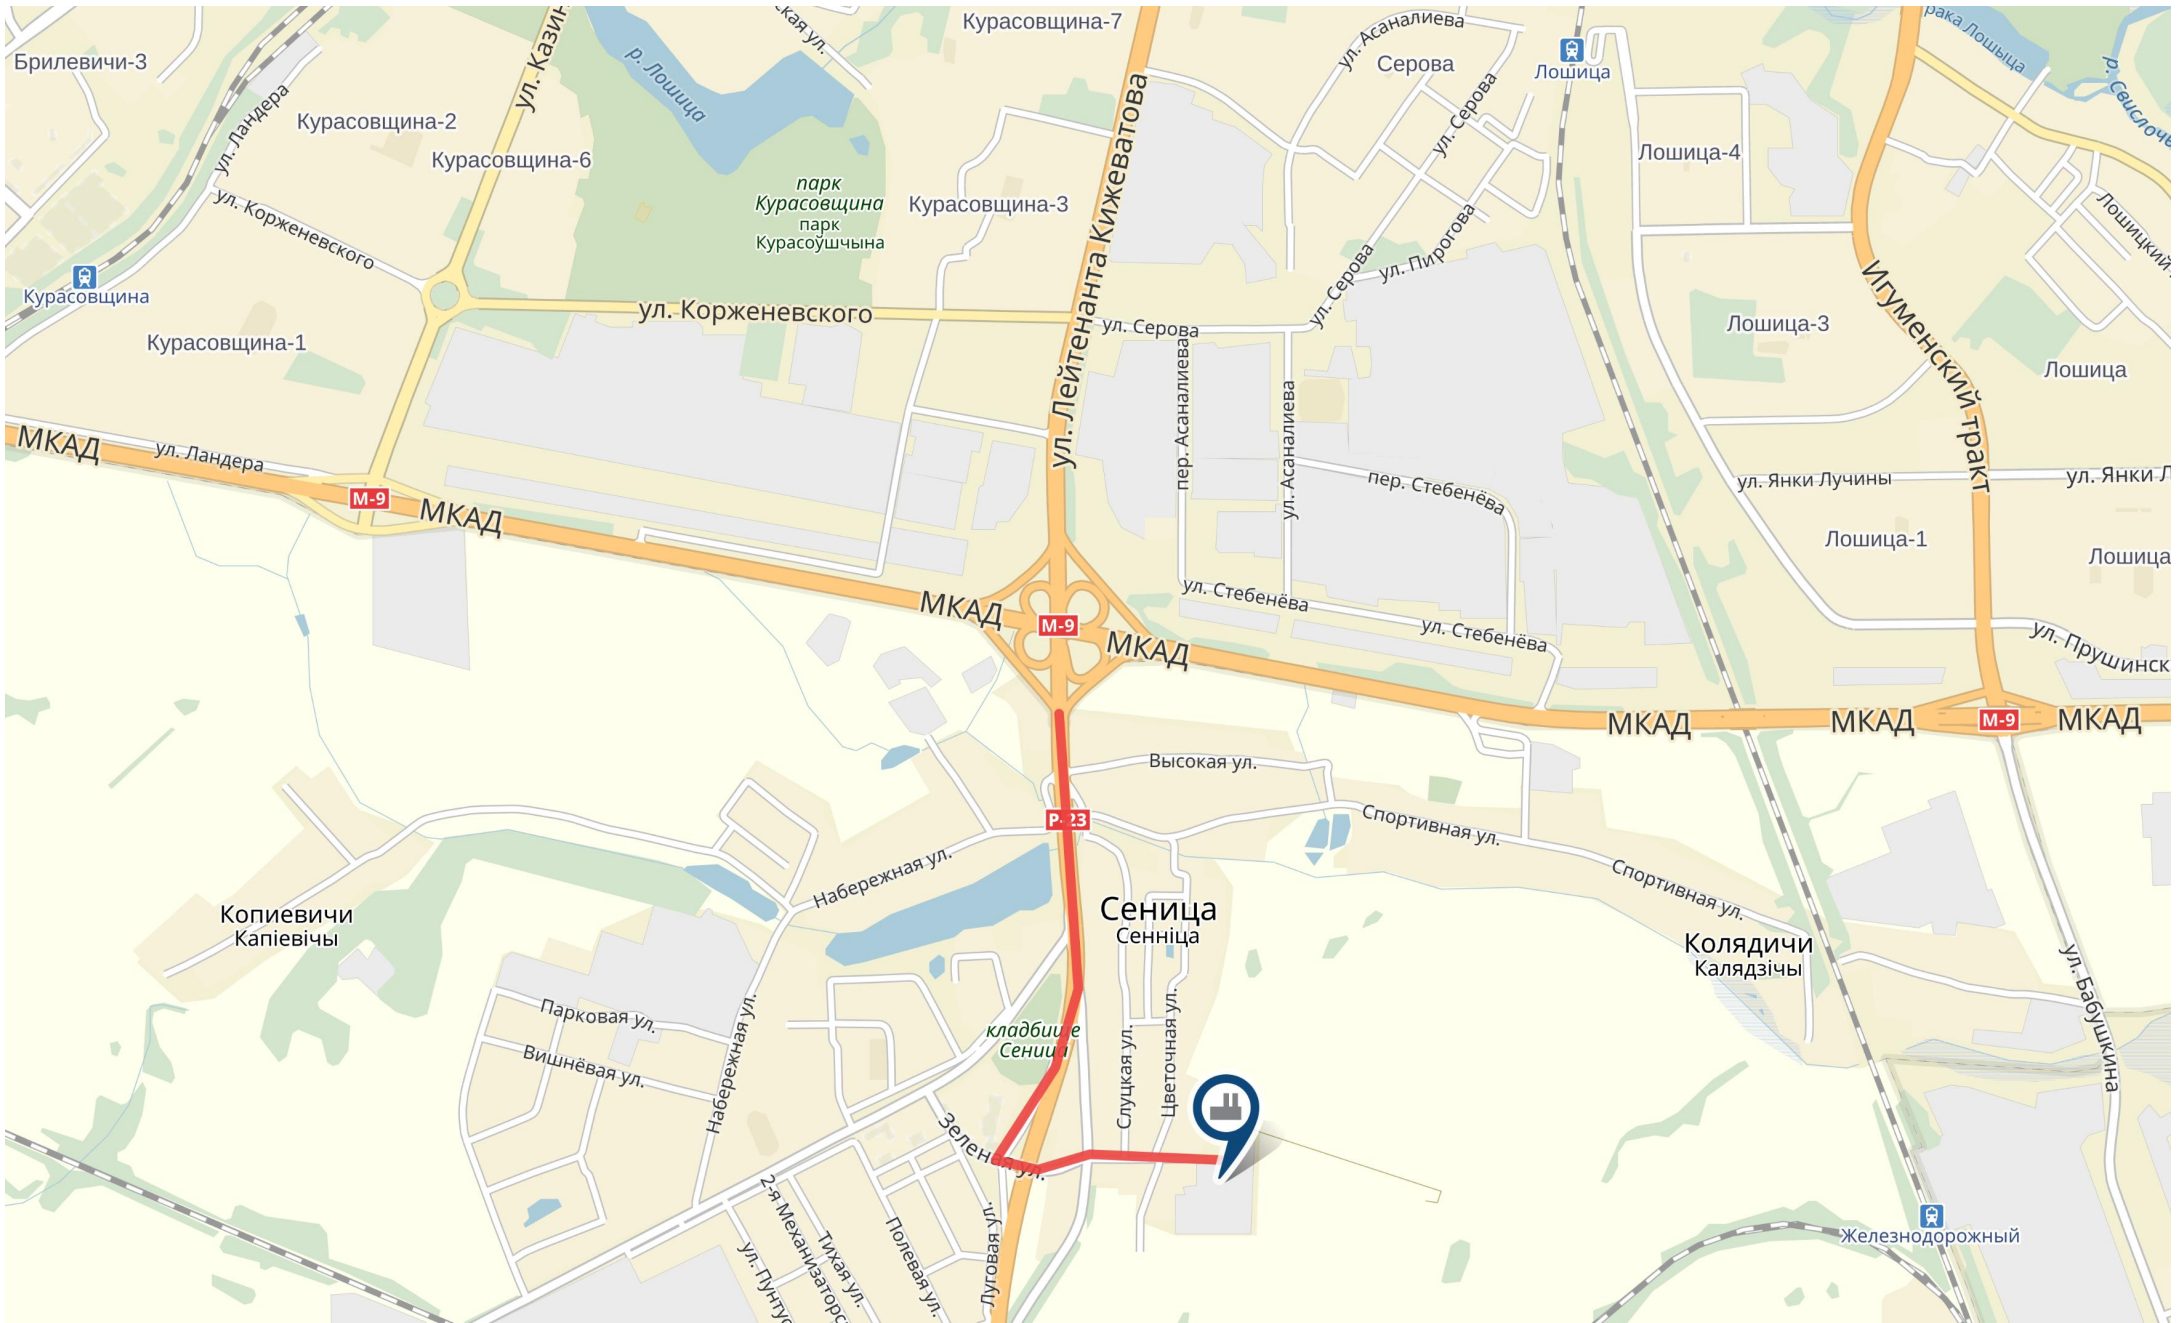 Курасовщина-7
ул. Асаналиева
Серова
Лошица
р. Лошица
р. Свислочь
Брилевичи-3
ул. Ландера
Курасовщина-2
Курасовщина-6
ул. Серова
Лошица-4
парк
Курасовщина
парк
Курасоўшчына
Курасовщина-3
ул. Лейтенанта Кижеватова
ул. Корженевского
ул. Пирогова
ул. Серова
Курасовщина
Курасовщина-1
ул. Корженевского
ул. Серова
Лошица-3
Игуменский тракт
Лошица
пер. Асаналиева
ул. Асаналиева
МКАД
ул. Ландера
М-9
МКАД
пер. Стебенёва
ул. Янки Лучины
Лошица-1
Лошица
МКАД
М-9
МКАД
ул. Стебенёва
ул. Стебенёва
МКАД
МКАД
М-9
МКАД
Высокая ул.
Р-23
Спортивная ул.
Набережная ул.
Спортивная ул.
Копиевичи
Капіевічы
Сеница
Сенніца
Колядичи
Калядзічы
ул. Бабушкина
Парковая ул.
Вишнёвая ул.
Набережная ул.
кладбище
Сеница
Слуцкая ул.
Цветочная ул.
Зеленая ул.
Тихая ул.
Полевая ул.
Луговая ул.
Железнодорожный